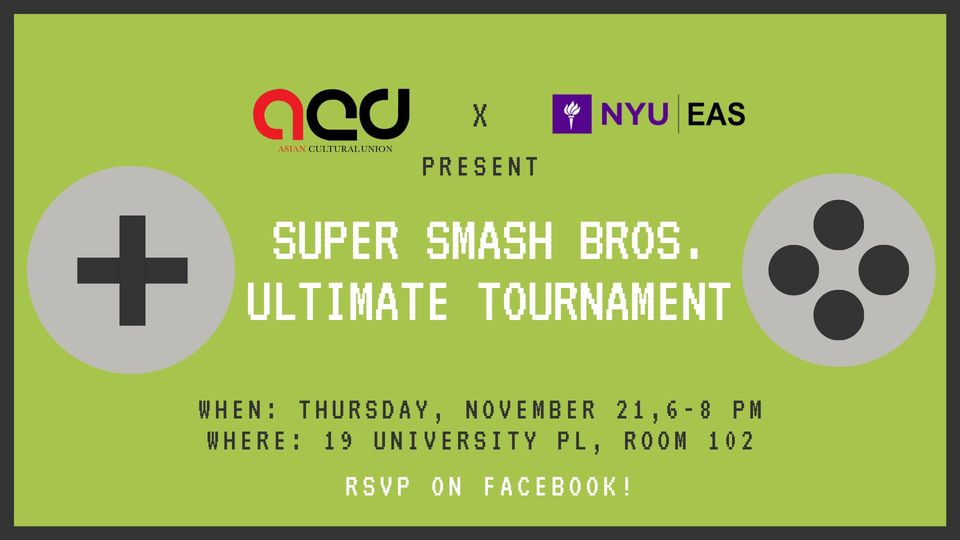 acu X NYU | EAS
ASIAN CULTURAL UNION
PRESENT
SUPER SMASH BROS.
ULTIMATE TOURNAMENT
WHEN: THURSDAY, NOVEMBER 21,6-8 PM
WHERE: 19 UNIVERSITY PL, ROOM 102
RSVP ON FACEBOOK!